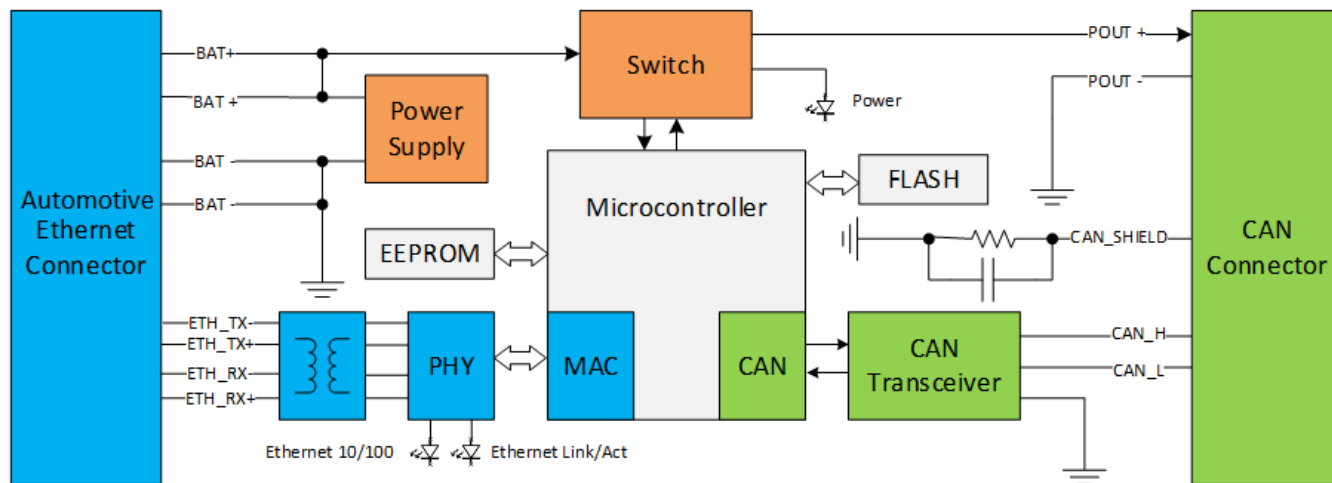 BAT+
BAT +
BAT -
BAT -
Automotive
Ethernet
Connector
Power
Supply
Switch
Power
POUT +
POUT -
Microcontroller
FLASH
EEPROM
CAN_SHIELD
CAN
Connector
ETH_TX-
ETH_TX+
ETH_RX-
ETH_RX+
PHY
MAC
CAN
CAN
Transceiver
CAN_H
CAN_L
Ethernet 10/100
Ethernet Link/Act